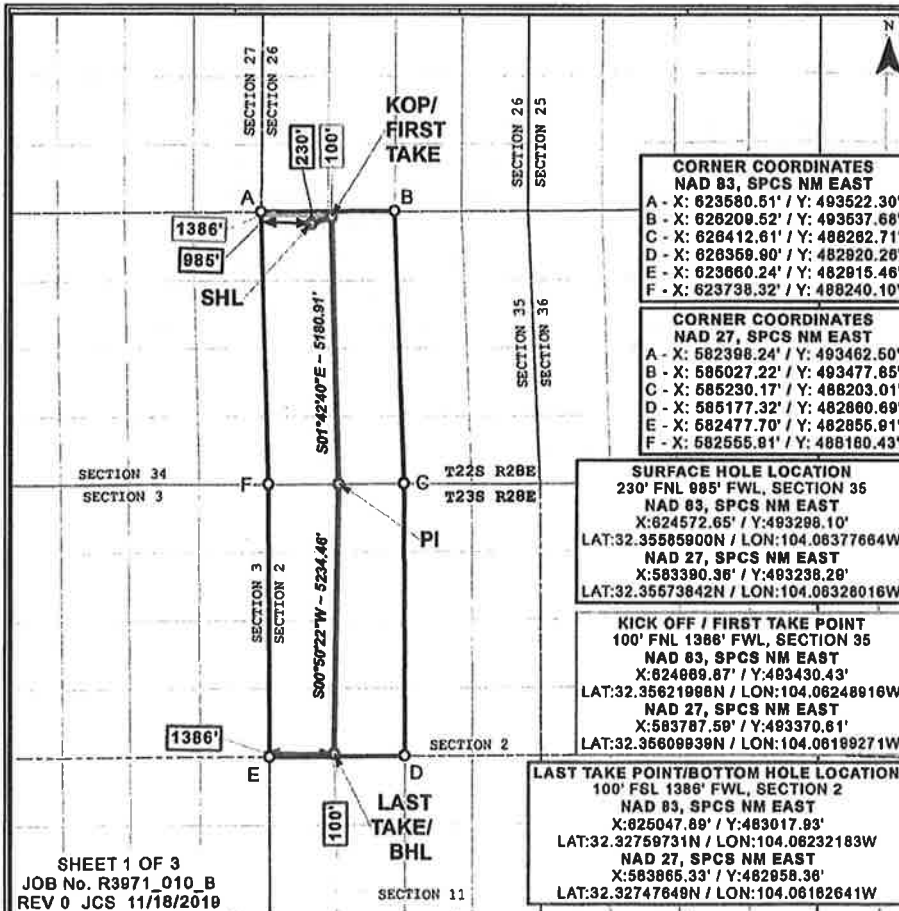 N
SECTION 27
SECTION 26
SECTION 26
SECTION 25
KOP/
FIRST
TAKE
230'
100'
A
B
1386'
985'
SHL
S01°42'40"E - 5180.91'
SECTION 35
SECTION 36
SECTION 34
SECTION 3
T22S R28E
T23S R28E
F
C
PI
SECTION 3
SECTION 2
S00°50'22"W - 5234.46'
1386'
SECTION 2
E
D
100'
LAST
TAKE/
BHL
SECTION 11
SHEET 1 OF 3
JOB No. R3971_010_B
REV 0 JCS 11/18/2019
CORNER COORDINATES
NAD 83, SPCS NM EAST
A - X: 623580.51' / Y: 493522.30'
B - X: 626209.52' / Y: 493537.68'
C - X: 626412.61' / Y: 488262.71'
D - X: 626359.90' / Y: 482920.26'
E - X: 623660.24' / Y: 482915.46'
F - X: 623738.32' / Y: 488240.10'
CORNER COORDINATES
NAD 27, SPCS NM EAST
A - X: 582398.24' / Y: 493462.50'
B - X: 585027.22' / Y: 493477.85'
C - X: 585230.17' / Y: 488203.01'
D - X: 585177.32' / Y: 482860.69'
E - X: 582477.70' / Y: 482855.91'
F - X: 582555.91' / Y: 488180.43'
SURFACE HOLE LOCATION
230' FNL 985' FWL, SECTION 35
NAD 83, SPCS NM EAST
X:624572.65' / Y:493298.10'
LAT:32.35585900N / LON:104.06377664W
NAD 27, SPCS NM EAST
X:583390.36' / Y:493238.29'
LAT:32.35573842N / LON:104.06328016W
KICK OFF / FIRST TAKE POINT
100' FNL 1386' FWL, SECTION 35
NAD 83, SPCS NM EAST
X:624969.87' / Y:493430.43'
LAT:32.35621998N / LON:104.06248916W
NAD 27, SPCS NM EAST
X:583787.59' / Y:493370.61'
LAT:32.35609939N / LON:104.06199271W
LAST TAKE POINT/BOTTOM HOLE LOCATION
100' FSL 1386' FWL, SECTION 2
NAD 83, SPCS NM EAST
X:625047.89' / Y:483017.93'
LAT:32.32759731N / LON:104.06232183W
NAD 27, SPCS NM EAST
X:583865.33' / Y:482958.36'
LAT:32.32747649N / LON:104.06182641W